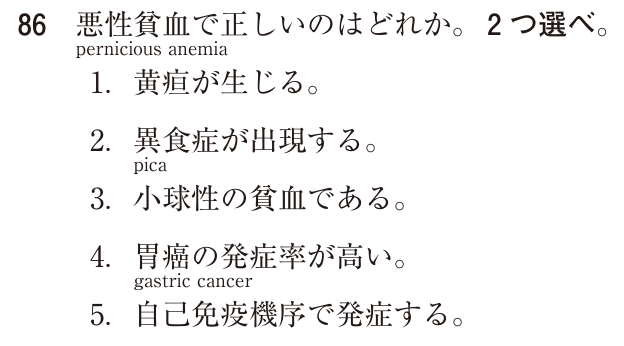 86 悪性貧血で正しいのはどれか。2つ選べ。
pernicious anemia
1. 黄疸が生じる。
2. 異食症が出現する。
pica
3. 小球性の貧血である。
4. 胃癌の発症率が高い。
gastric cancer
5. 自己免疫機序で発症する。